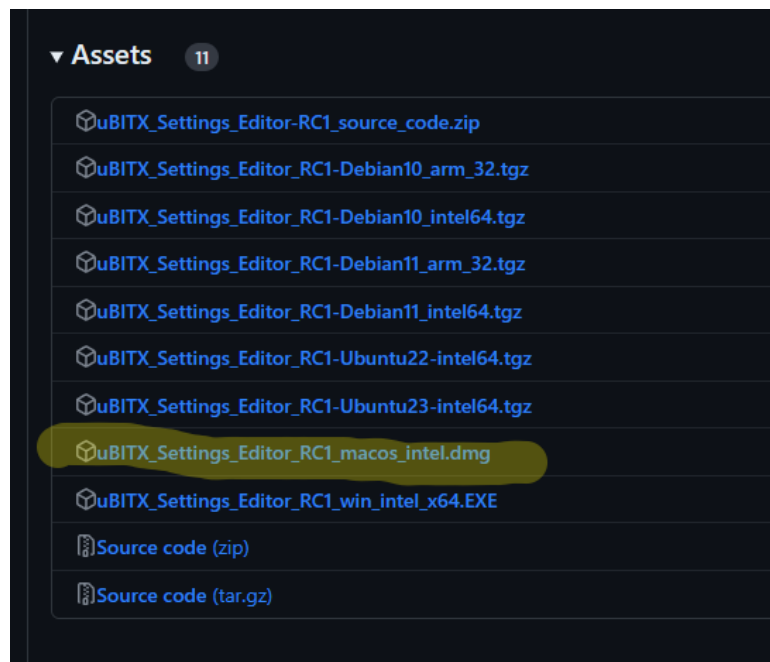 Assets 11
uBITX_Settings_Editor-RC1_source_code.zip
uBITX_Settings_Editor_RC1-Debian10_arm_32.tgz
uBITX_Settings_Editor_RC1-Debian10_intel64.tgz
uBITX_Settings_Editor_RC1-Debian11_arm_32.tgz
uBITX_Settings_Editor_RC1-Debian11_intel64.tgz
uBITX_Settings_Editor_RC1-Ubuntu22-intel64.tgz
uBITX_Settings_Editor_RC1-Ubuntu23-intel64.tgz
uBITX_Settings_Editor_RC1_macos_intel.dmg
uBITX_Settings_Editor_RC1_win_intel_x64.EXE
Source code (zip)
Source code (tar.gz)